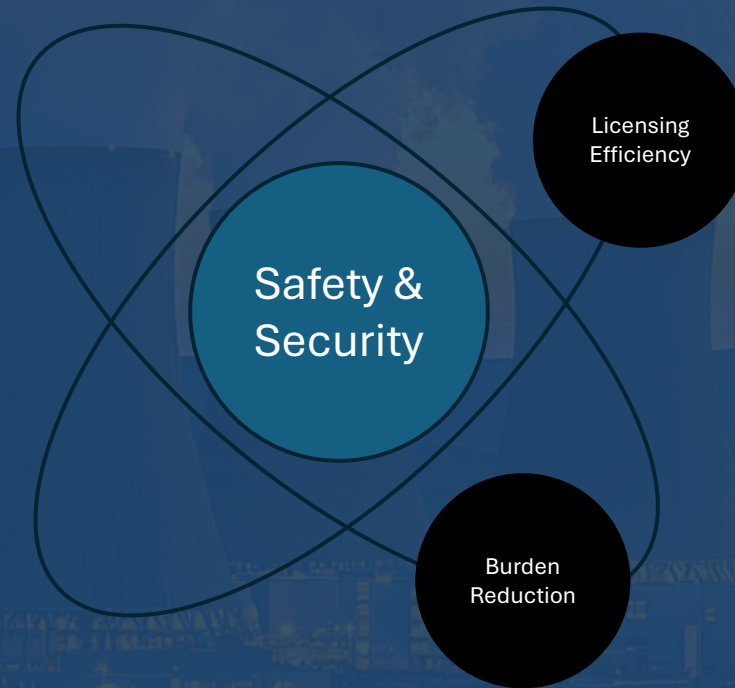 Licensing
Efficiency
Safety &
Security
Burden
Reduction